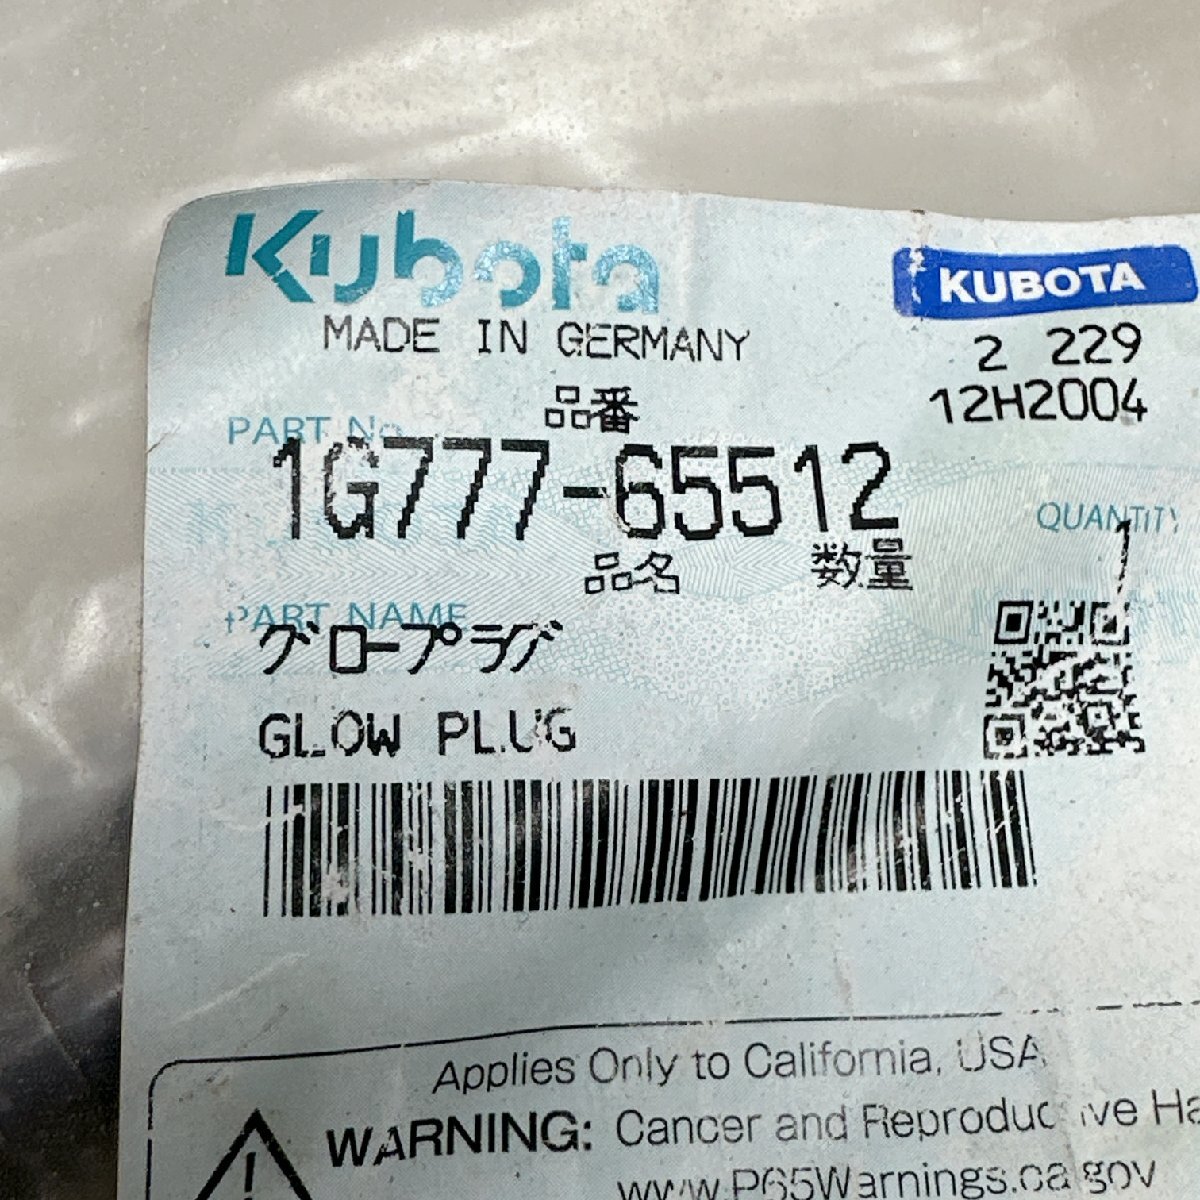 Kubota
KUBOTA
MADE IN GERMANY
2 229
12H2004
品番
PART No.
1G777-65512
QUANTITY
1
品名 数量
PART NAME
グロープラグ
GLOW PLUG
Applies Only to California, USA
WARNING: Cancer and Reproductive Ha
www.P65Warnings.ca.gov